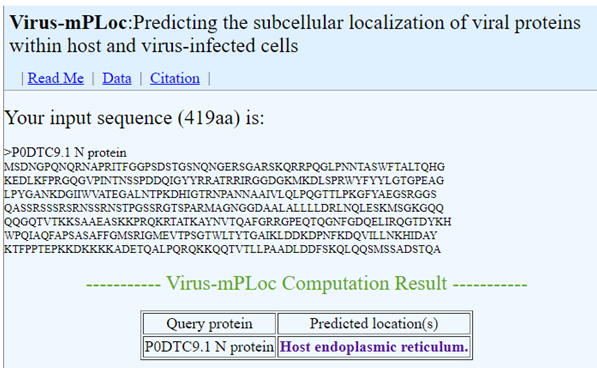 Virus-mPLoc:Predicting the subcellular localization of viral proteins
within host and virus-infected cells
| Read Me | Data | Citation |
Your input sequence (419aa) is:
>P0DTC9.1 N protein
MSDNGPQNQRNAPRITFGGPSDSTGSNQNGERSGARSKQRRPQGLPNNTASWFTALTQHG
KEDLKFPRGQGVPINTNSSPDDQIGYYRRATRRIRGGDGKMKDLSPRWYFYYLGTGPEAG
LPYGANKDGIIWVATEGALNTPKDHIGTRNPANNAAIVLQLPQGTTLPKGFYAEGSRGGS
QASSRSSSRSRNSSRNSTPGSSRGTSPARMAGNGGDAALALLLLDRLNQLESKMSGKGQQ
QQGQTVTKKSAAEASKKPRQKRTATKAYNVTQAFGRRGPEQTQGNFGDQELIRQGTDYKH
WPQIAQFAPSASAFFGMSRIGMEVTPSGTWLTYTGAIKLDDKDPNFKDQVILLNKHIDAY
KTFPPTEPKKDKKKKADETQALPQRQKKQQTVTLLPAADLDDFSKQLQQSMSSADSTQA
----------- Virus-mPLoc Computation Result -----------
Query protein Predicted location(s)
P0DTC9.1 N protein Host endoplasmic reticulum.